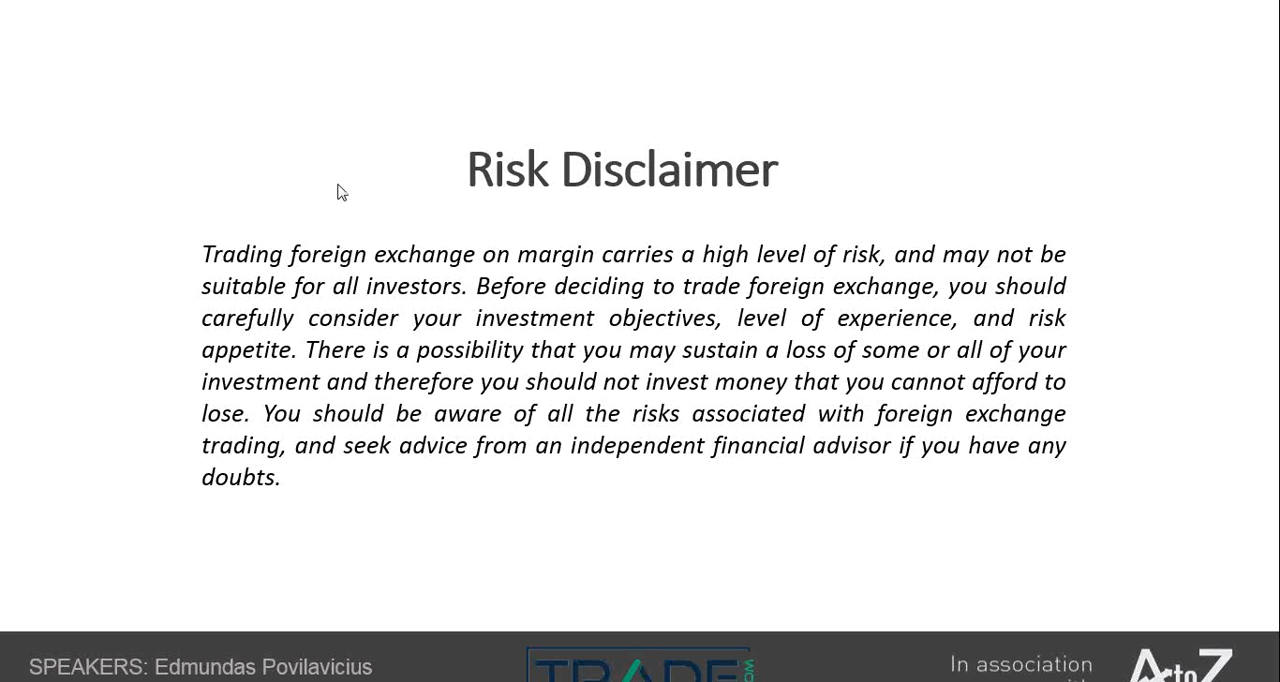 Risk Disclaimer
Trading foreign exchange on margin carries a high level of risk, and may not be
suitable for all investors. Before deciding to trade foreign exchange, you should
carefully consider your investment objectives, level of experience, and risk
appetite. There is a possibility that you may sustain a loss of some or all of your
investment and therefore you should not invest money that you cannot afford to
lose. You should be aware of all the risks associated with foreign exchange
trading, and seek advice from an independent financial advisor if you have any
doubts.
SPEAKERS: Edmundas Povilavicius
TRADE
In association
AtoZ